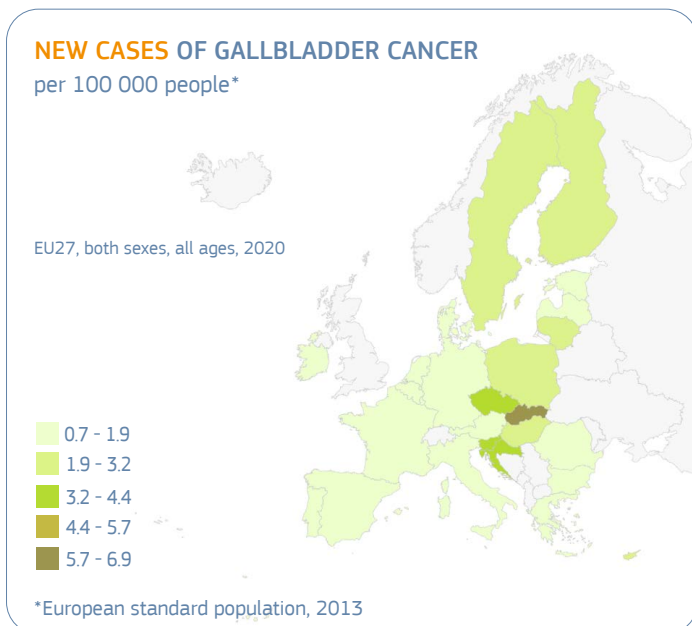 NEW CASES OF GALLBLADDER CANCER
per 100 000 people*
EU27, both sexes, all ages, 2020
0.7 - 1.9
1.9 - 3.2
3.2 - 4.4
4.4 - 5.7
5.7 - 6.9
*European standard population, 2013